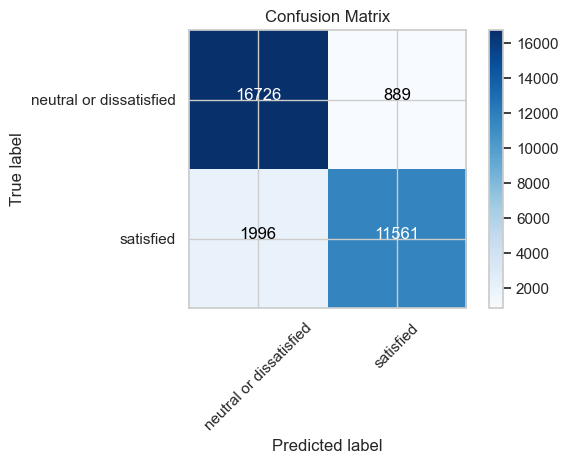 Confusion Matrix
True label
neutral or dissatisfied
satisfied
16726
889
1996
11561
neutral or dissatisfied
satisfied
Predicted label
16000
14000
12000
10000
8000
6000
4000
2000